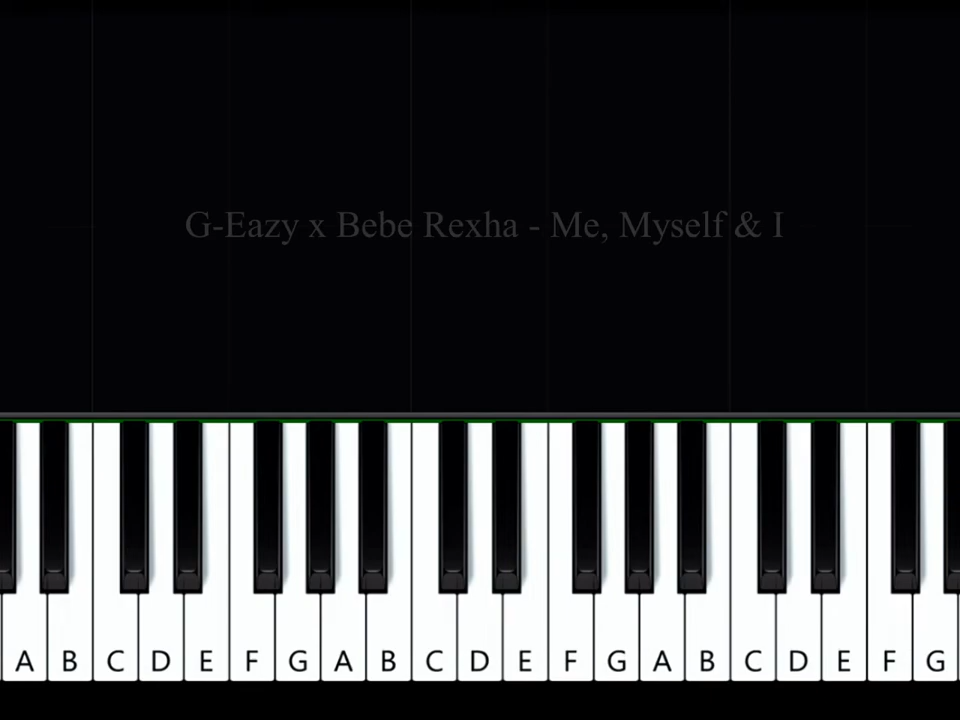 G-Eazy x Bebe Rexha - Me, Myself & I
A B C D E F G A B C D E F G A B C D E F G